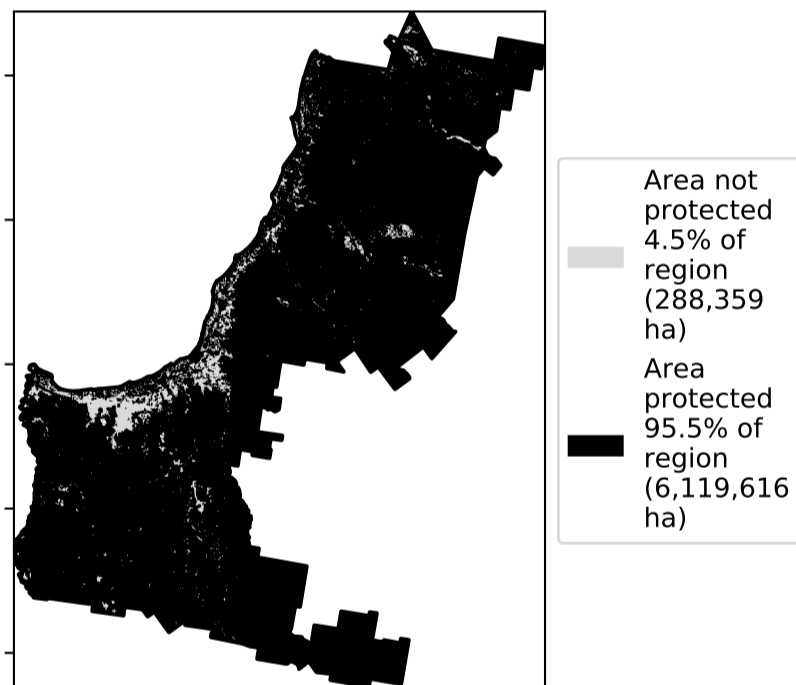 Area not
protected
4.5% of
region
(288,359
ha)
Area
protected
95.5% of
region
(6,119,616
ha)